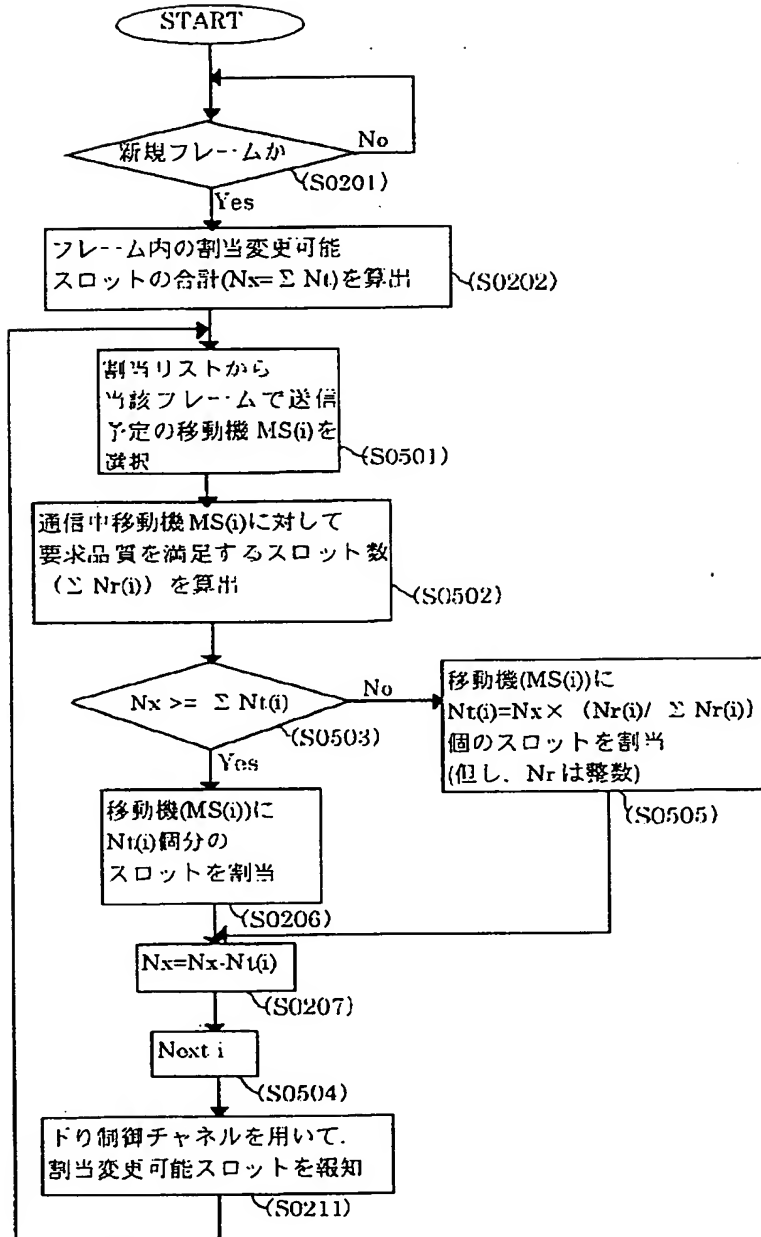 START
新規フレームか
No
(S0201)
Yes
フレーム内の割当変更可能
スロットの合計(Nx=Σ Nt)を算出
(S0202)
割当リストから
当該フレームで送信
予定の移動機 MS(i)を
選択
(S0501)
通信中移動機 MS(i)に対して
要求品質を満足するスロット数
(Σ Nr(i)) を算出
(S0502)
Nx >= Σ Nt(i)
No
(S0503)
Yes
移動機(MS(i))に
Nt(i)=Nx× (Nr(i)/ Σ Nr(i))
個のスロットを割当
(但し、Nr は整数)
(S0505)
移動機(MS(i))に
Nt(i)個分の
スロットを割当
(S0206)
Nx=Nx-Nt(i)
(S0207)
Next i
(S0504)
下り制御チャネルを用いて.
割当変更可能スロットを報知
(S0211)